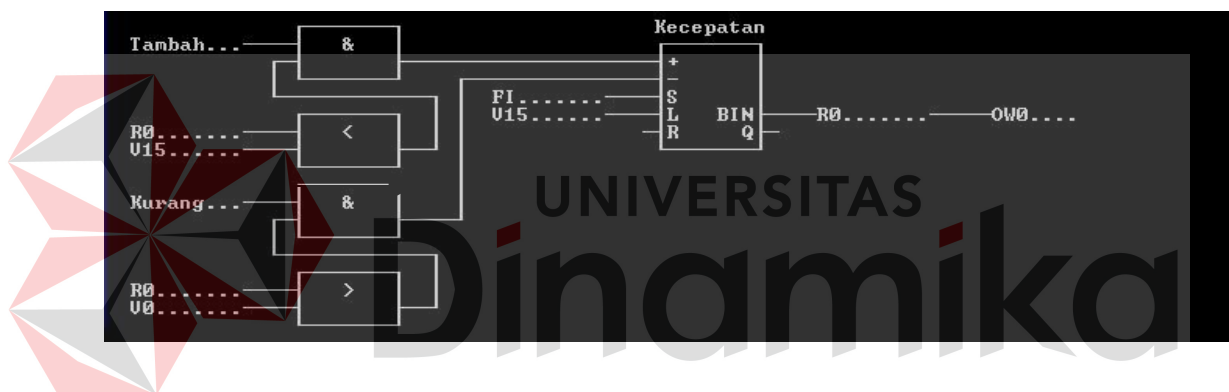 Kecepatan
Tambah...
&
+
-
FI.......
S
V15......
L
BIN
R0.......
OW0....
R0.......
<
R
Q
V15......
Kurang...
&
R0.......
>
V0.......
UNIVERSITAS
Dinamika